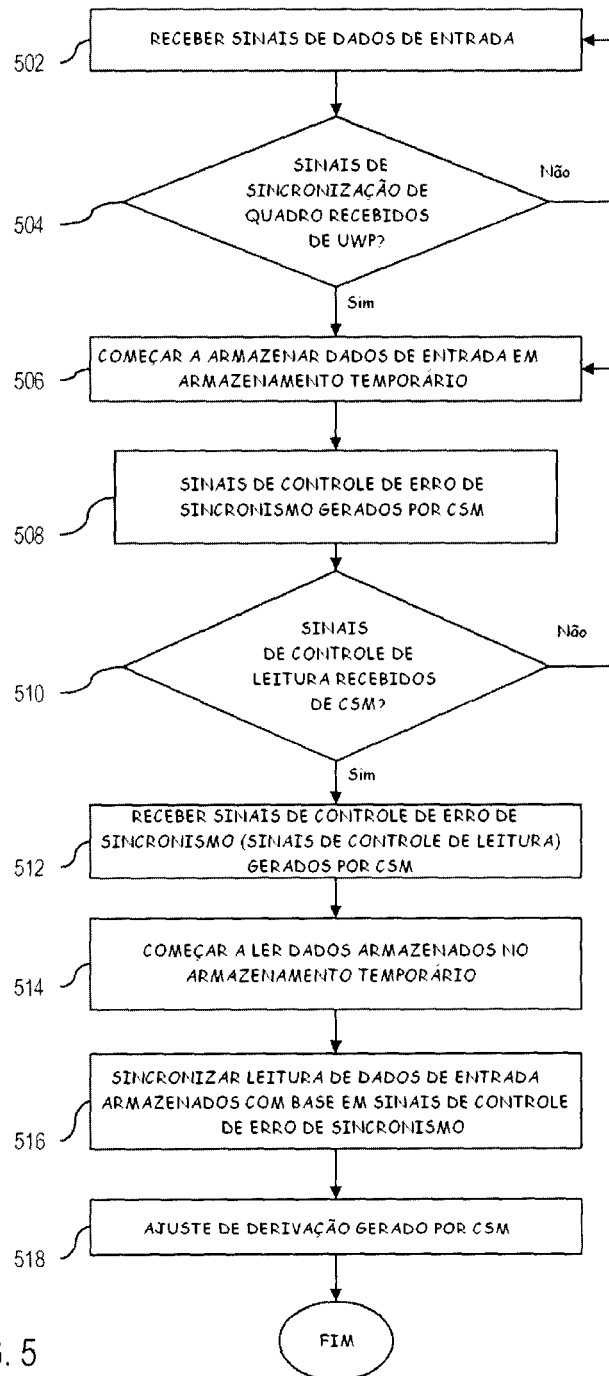 RECEBER SINAIS DE DADOS DE ENTRADA
502
SINAIS DE
SINCRONIZAÇÃO DE
QUADRO RECEBIDOS
DE UWP?
Não
504
Sim
COMEÇAR A ARMAZENAR DADOS DE ENTRADA EM
ARMAZENAMENTO TEMPORÁRIO
506
SINAIS DE CONTROLE DE ERRO DE
SINCRONISMO GERADOS POR CSM
508
SINAIS
DE CONTROLE DE
LEITURA RECEBIDOS
DE CSM?
Não
510
Sim
RECEBER SINAIS DE CONTROLE DE ERRO DE
SINCRONISMO (SINAIS DE CONTROLE DE LEITURA)
GERADOS POR CSM
512
COMEÇAR A LER DADOS ARMAZENADOS NO
ARMAZENAMENTO TEMPORÁRIO
514
SINCRONIZAR LEITURA DE DADOS DE ENTRADA
ARMAZENADOS COM BASE EM SINAIS DE CONTROLE
DE ERRO DE SINCRONISMO
516
AJUSTE DE DERIVAÇÃO GERADO POR CSM
518
FIM
. 5